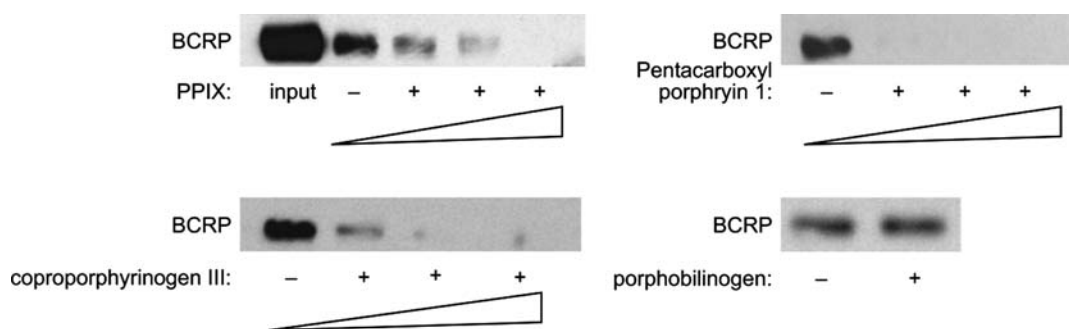 BCRP
PPIX: input – + + +
BCRP
Pentacarboxyl
porphryin 1: – + + +
BCRP
coproporphyrinogen III: – + + +
BCRP
porphobilinogen: – +